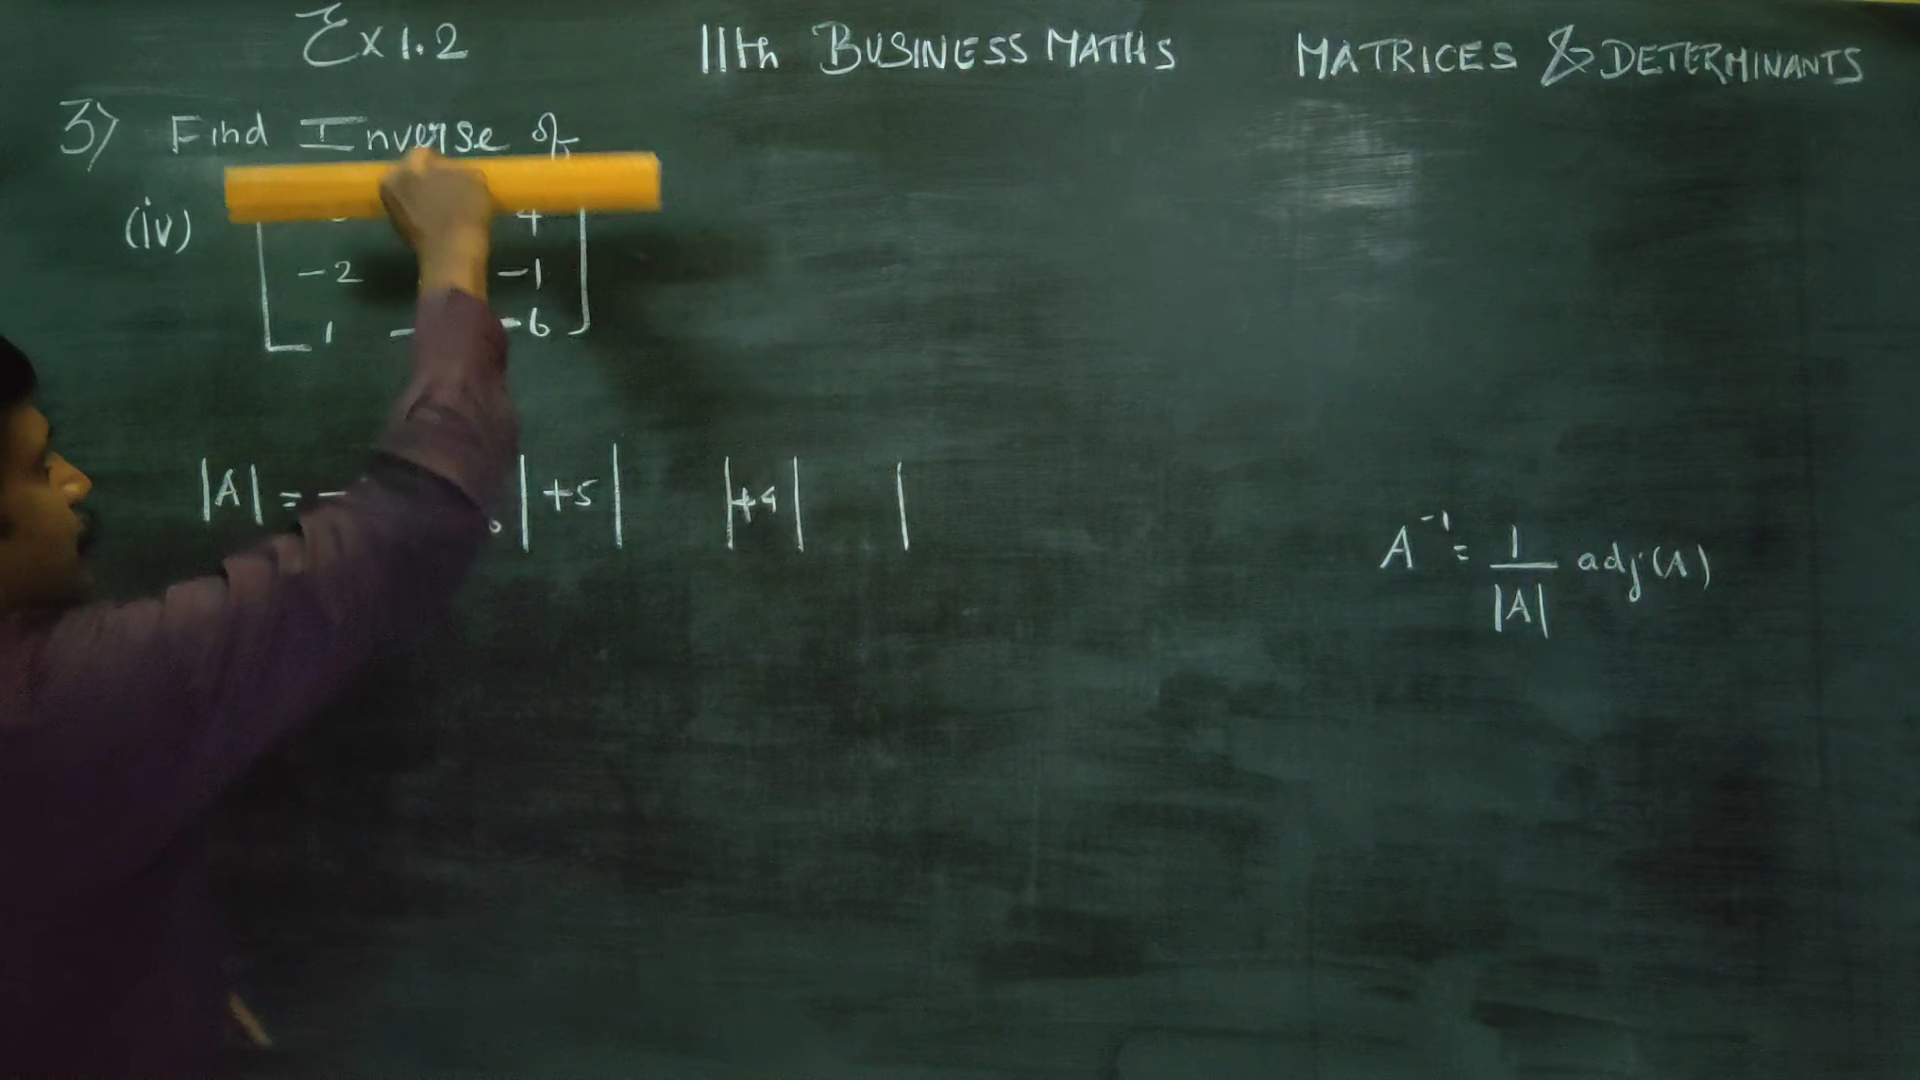 Ex 1.2 11th BUSINESS MATHS MATRICES & DETERMINANTS
3) Find Inverse of
(iv) 4
-2 -1
1 - -6
|A| = - | +5 | | +4 | |
A⁻¹ = 1/|A| adj(A)